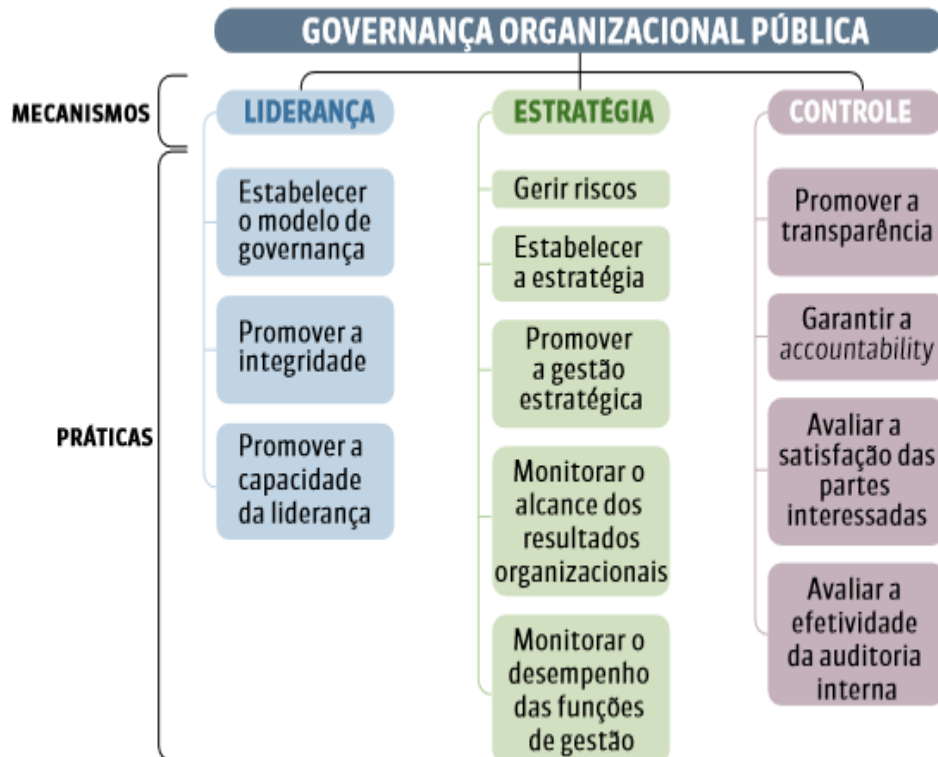 GOVERNANÇA ORGANIZACIONAL PÚBLICA
MECANISMOS
LIDERANÇA
ESTRATÉGIA
CONTROLE
PRÁTICAS
Estabelecer
o modelo de
governança
Promover a
integridade
Promover a
capacidade
da liderança
Gerir riscos
Estabelecer
a estratégia
Promover
a gestão
estratégica
Monitorar o
alcance dos
resultados
organizacionais
Monitorar o
desempenho
das funções
de gestão
Promover a
transparência
Garantir a
accountability
Avaliar a
satisfação das
partes
interessadas
Avaliar a
efetividade
da auditoria
interna